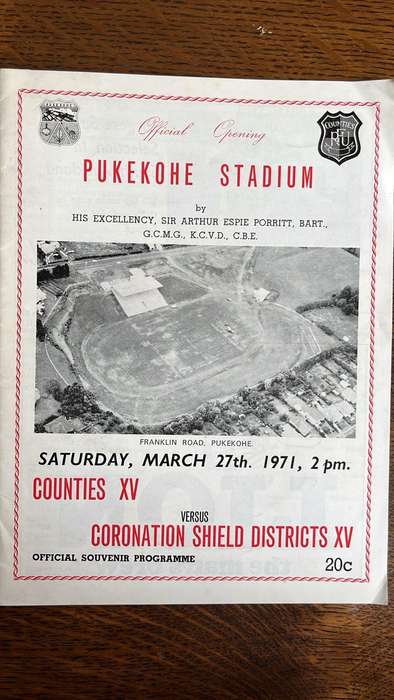 COUNTIES
Official Opening
PUKEKOHE STADIUM
by
HIS EXCELLENCY, SIR ARTHUR ESPIE PORRITT, BART.,
G.C.M.G., K.C.V.D., C.B.E.
FRANKLIN ROAD, PUKEKOHE.
SATURDAY, MARCH 27th. 1971, 2 pm.
COUNTIES XV
VERSUS
CORONATION SHIELD DISTRICTS XV
OFFICIAL SOUVENIR PROGRAMME
20c